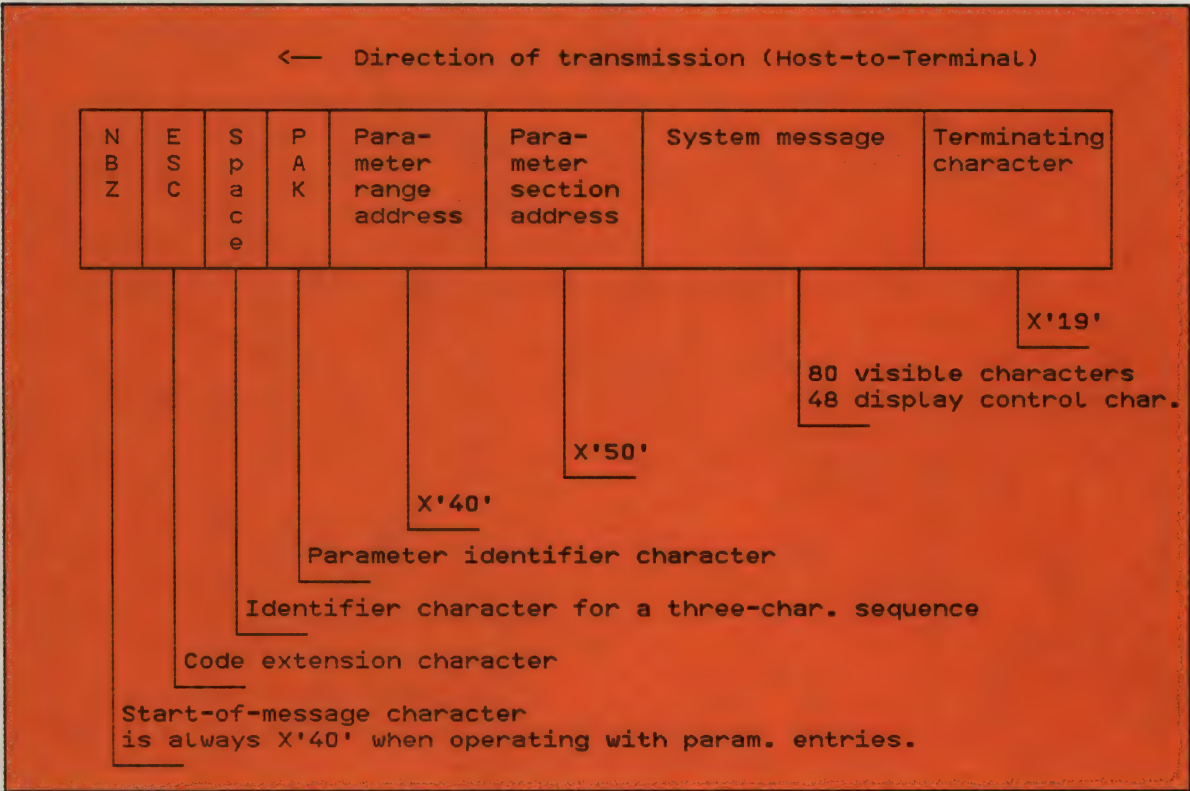 <— Direction of transmission (Host-to-Terminal)
N B Z
E S C
S p a c e
P A K
Para-
meter
range
address
Para-
meter
section
address
System message
Terminating
character
X'19'
80 visible characters
48 display control char.
X'50'
X'40'
Parameter identifier character
Identifier character for a three-char. sequence
Code extension character
Start-of-message character
is always X'40' when operating with param. entries.